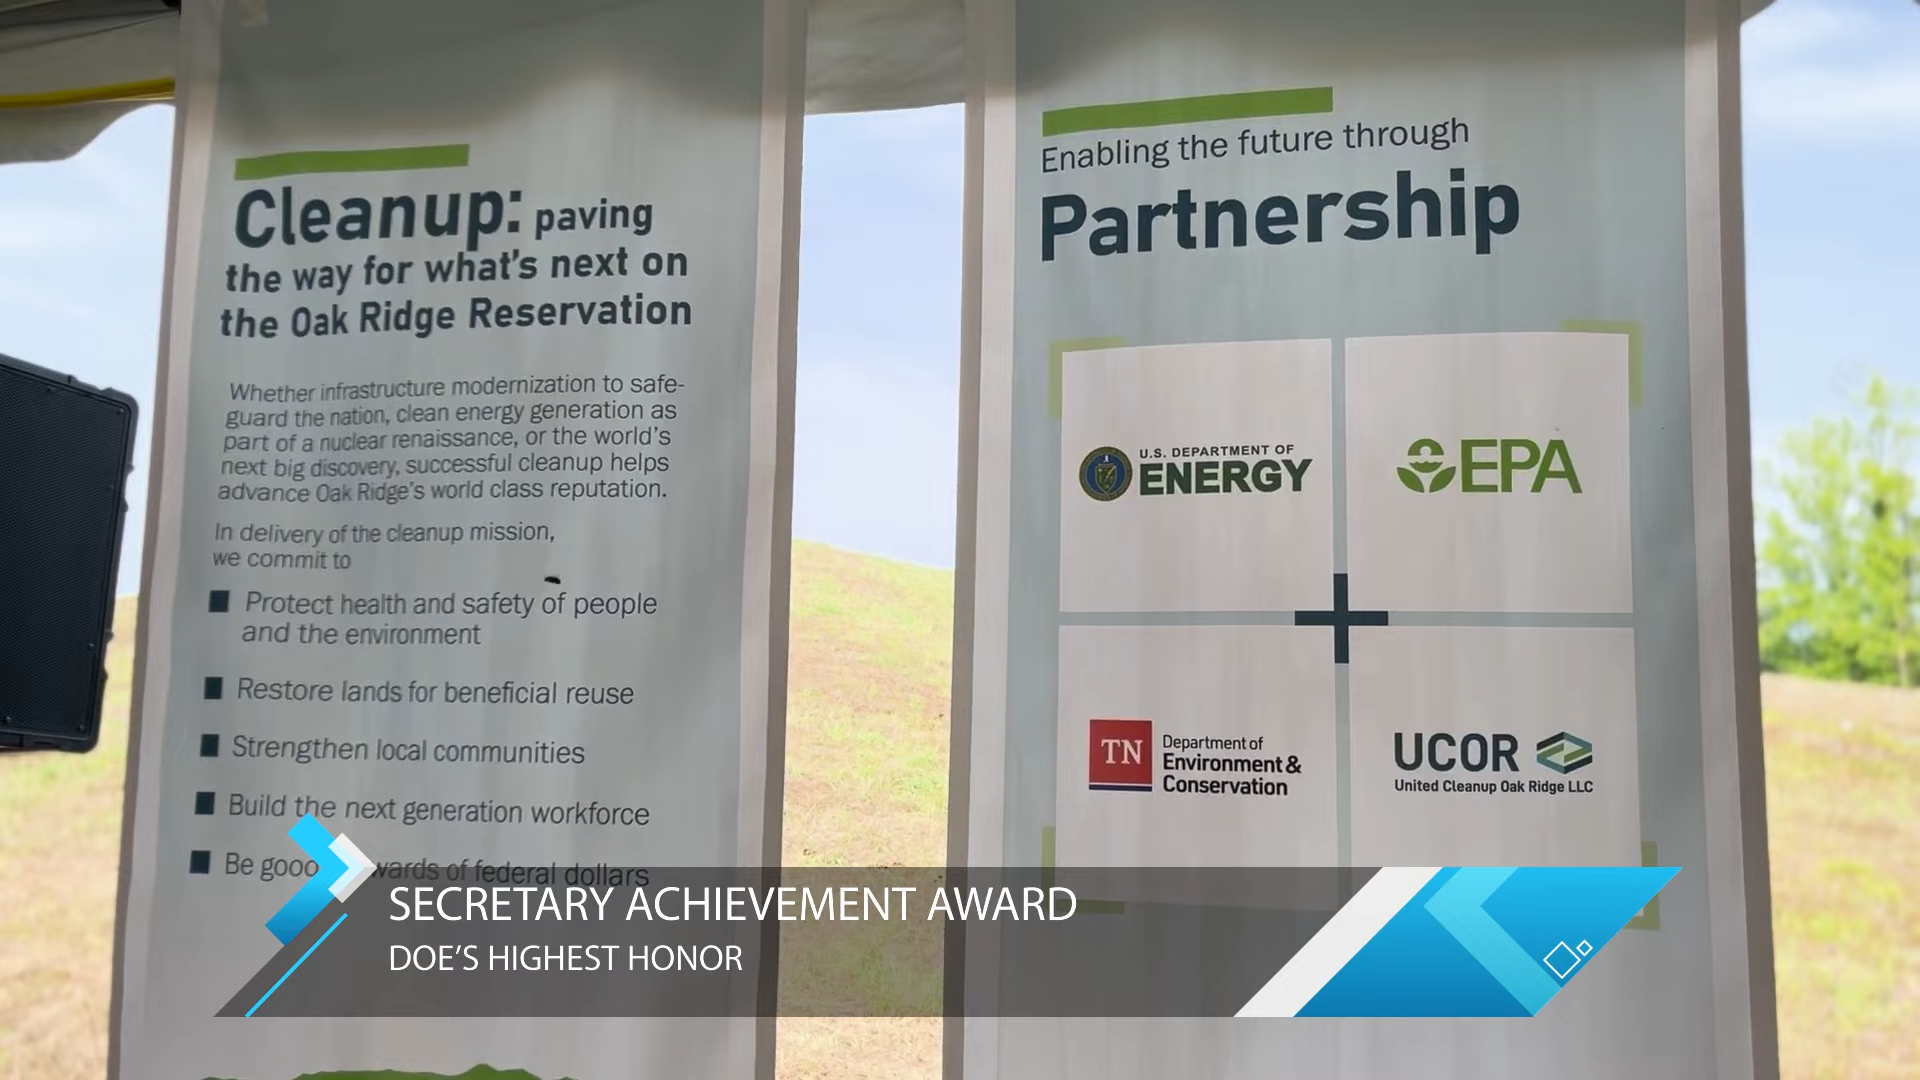 Cleanup: paving
the way for what's next on
the Oak Ridge Reservation
Whether infrastructure modernization to safe-
guard the nation, clean energy generation as
part of a nuclear renaissance, or the world's
next big discovery, successful cleanup helps
advance Oak Ridge's world class reputation.
In delivery of the cleanup mission,
we commit to
Protect health and safety of people
and the environment
Restore lands for beneficial reuse
Strengthen local communities
Build the next generation workforce
Be good of federal dollars
Enabling the future through
Partnership
U.S. DEPARTMENT OF
ENERGY
EPA
TN
Department of
Environment &
Conservation
UCOR
United Cleanup Oak Ridge LLC
SECRETARY ACHIEVEMENT AWARD
DOE'S HIGHEST HONOR